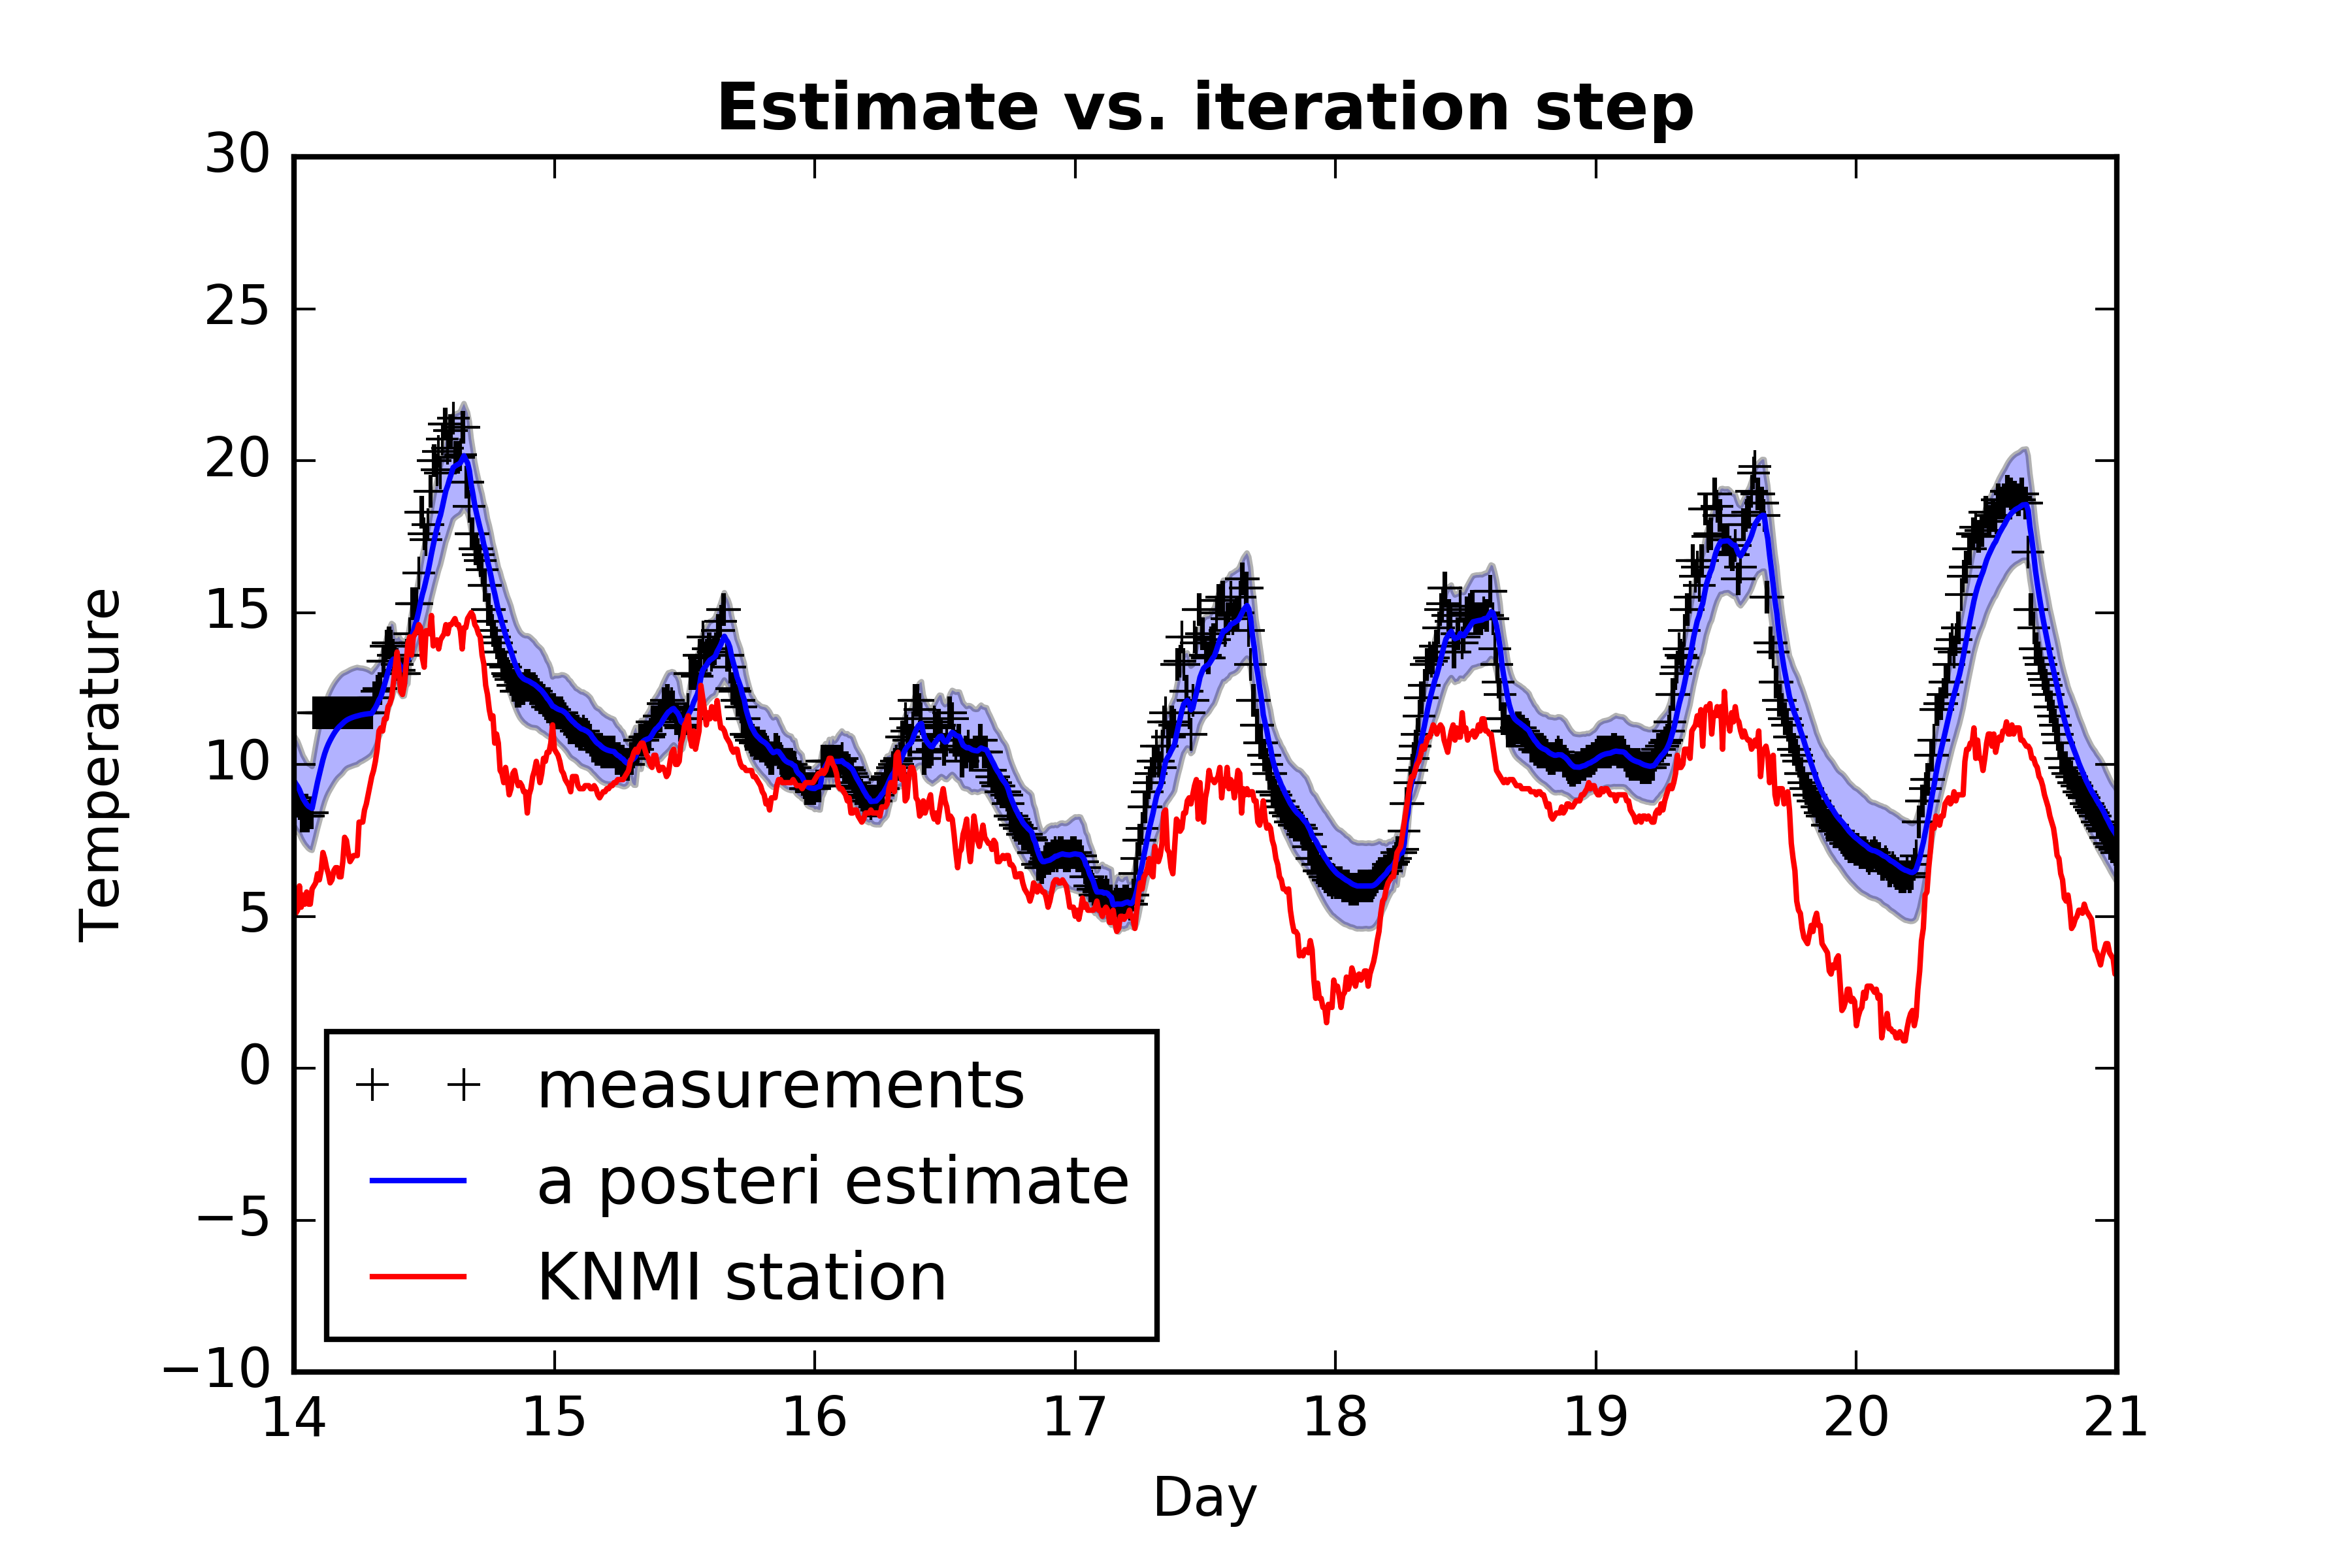 Estimate vs. iteration step
30
25
20
15
10
5
0
−5
−10
Temperature
measurements
a posteri estimate
KNMI station
14 15 16 17 18 19 20 21
Day